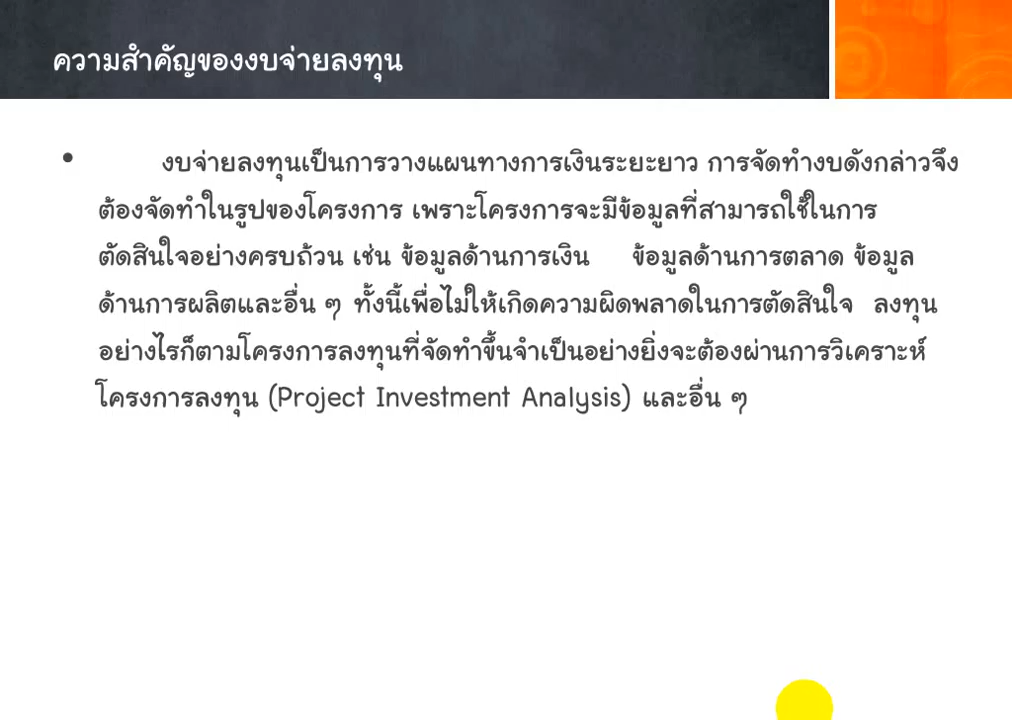 ความสำคัญของงบจ่ายลงทุน
• งบจ่ายลงทุนเป็นการวางแผนทางการเงินระยะยาว การจัดทำงบดังกล่าวจึง
ต้องจัดทำในรูปของโครงการ เพราะโครงการจะมีข้อมูลที่สามารถใช้ในการ
ตัดสินใจอย่างครบถ้วน เช่น ข้อมูลด้านการเงิน ข้อมูลด้านการตลาด ข้อมูล
ด้านการผลิตและอื่น ๆ ทั้งนี้เพื่อไม่ให้เกิดความผิดพลาดในการตัดสินใจ ลงทุน
อย่างไรก็ตามโครงการลงทุนที่จัดทำขึ้นจำเป็นอย่างยิ่งจะต้องผ่านการวิเคราะห์
โครงการลงทุน (Project Investment Analysis) และอื่น ๆ